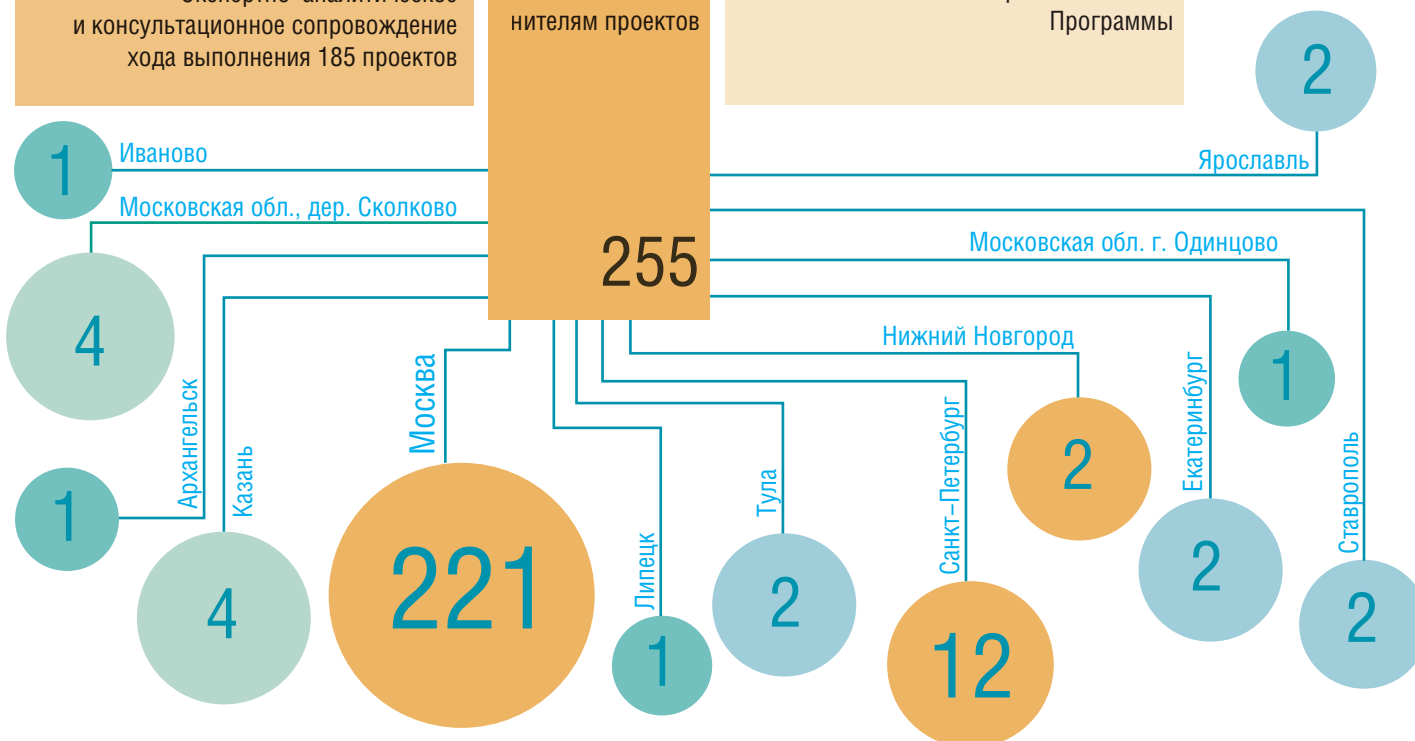 и консультационное сопровождение
хода выполнения 185 проектов
нителям проектов
Программы
2
1
Иваново
Ярославль
Московская обл., дер. Сколково
255
Московская обл. г. Одинцово
4
Нижний Новгород
1
Архангельск
Казань
Москва
Тула
Санкт–Петербург
2
Екатеринбург
Ставрополь
1
4
221
Липецк
1
2
12
2
2